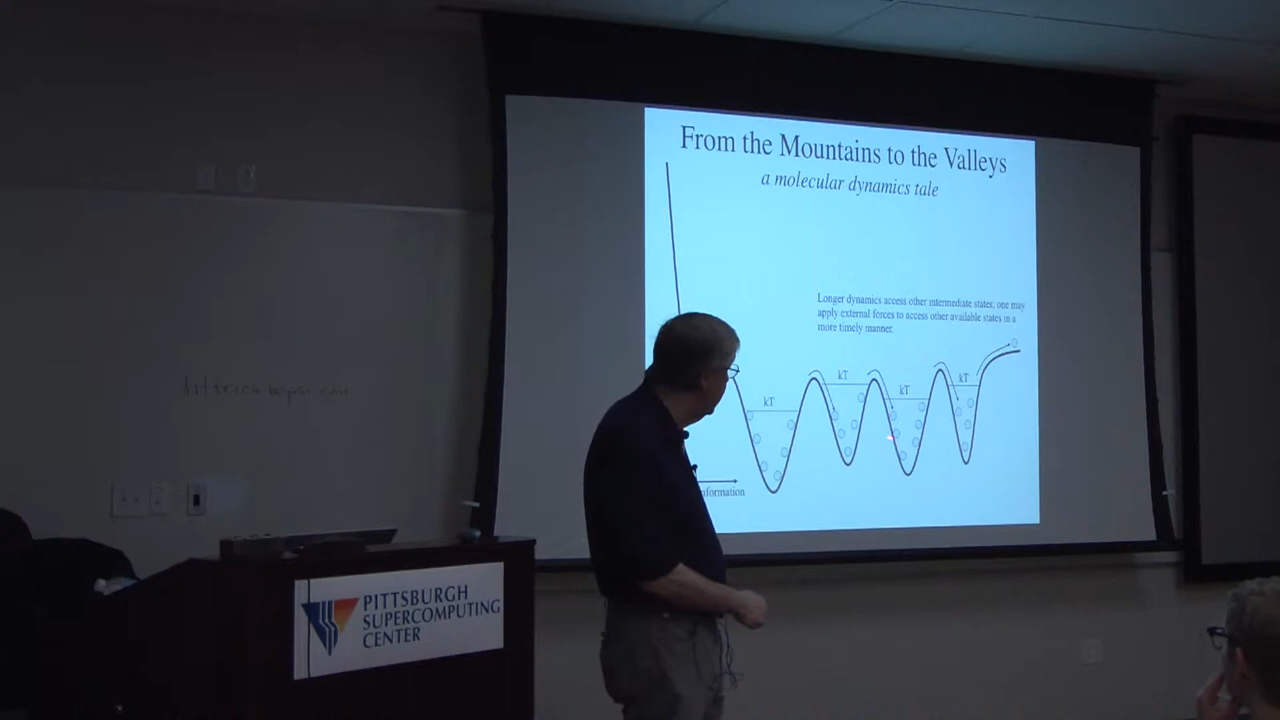 From the Mountains to the Valleys
a molecular dynamics tale
Longer dynamics access other intermediate states; one may
apply external forces to access other available states in a
more timely manner.
kT
kT
kT
kT
nformation
PITTSBURGH
SUPERCOMPUTING
CENTER